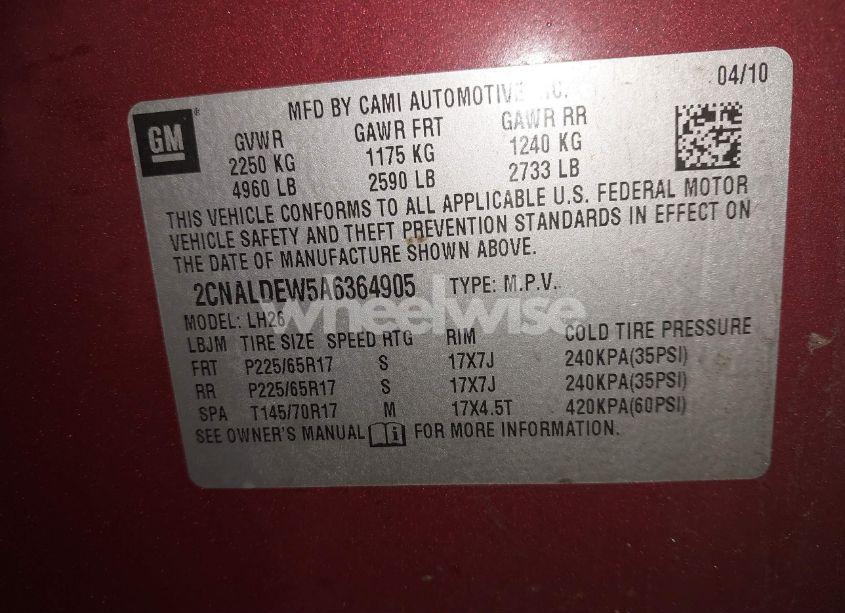 04/10
GM
MFD BY CAMI AUTOMOTIVE INC.
GVWR GAWR FRT GAWR RR
2250 KG 1175 KG 1240 KG
4960 LB 2590 LB 2733 LB
THIS VEHICLE CONFORMS TO ALL APPLICABLE U.S. FEDERAL MOTOR
VEHICLE SAFETY AND THEFT PREVENTION STANDARDS IN EFFECT ON
THE DATE OF MANUFACTURE SHOWN ABOVE.
2CNALDEW5A6364905 TYPE: M.P.V.
wheelwise
MODEL: LH26
LBJM TIRE SIZE SPEED RTG RIM COLD TIRE PRESSURE
FRT P225/65R17 S 17X7J 240KPA(35PSI)
RR P225/65R17 S 17X7J 240KPA(35PSI)
SPA T145/70R17 M 17X4.5T 420KPA(60PSI)
SEE OWNER'S MANUAL FOR MORE INFORMATION.